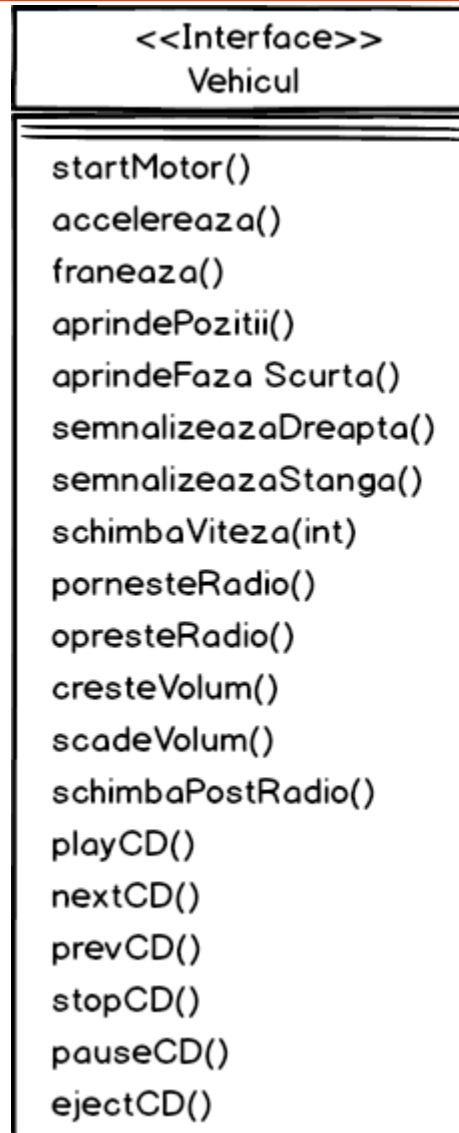 <<Interface>>
Vehicul
startMotor()
accelereaza()
franeaza()
aprindePozitii()
aprindeFaza Scurta()
semnalizeazaDreapta()
semnalizeazaStanga()
schimbaViteza(int)
pornesteRadio()
opresteRadio()
cresteVolum()
scadeVolum()
schimbaPostRadio()
playCD()
nextCD()
prevCD()
stopCD()
pauseCD()
ejectCD()